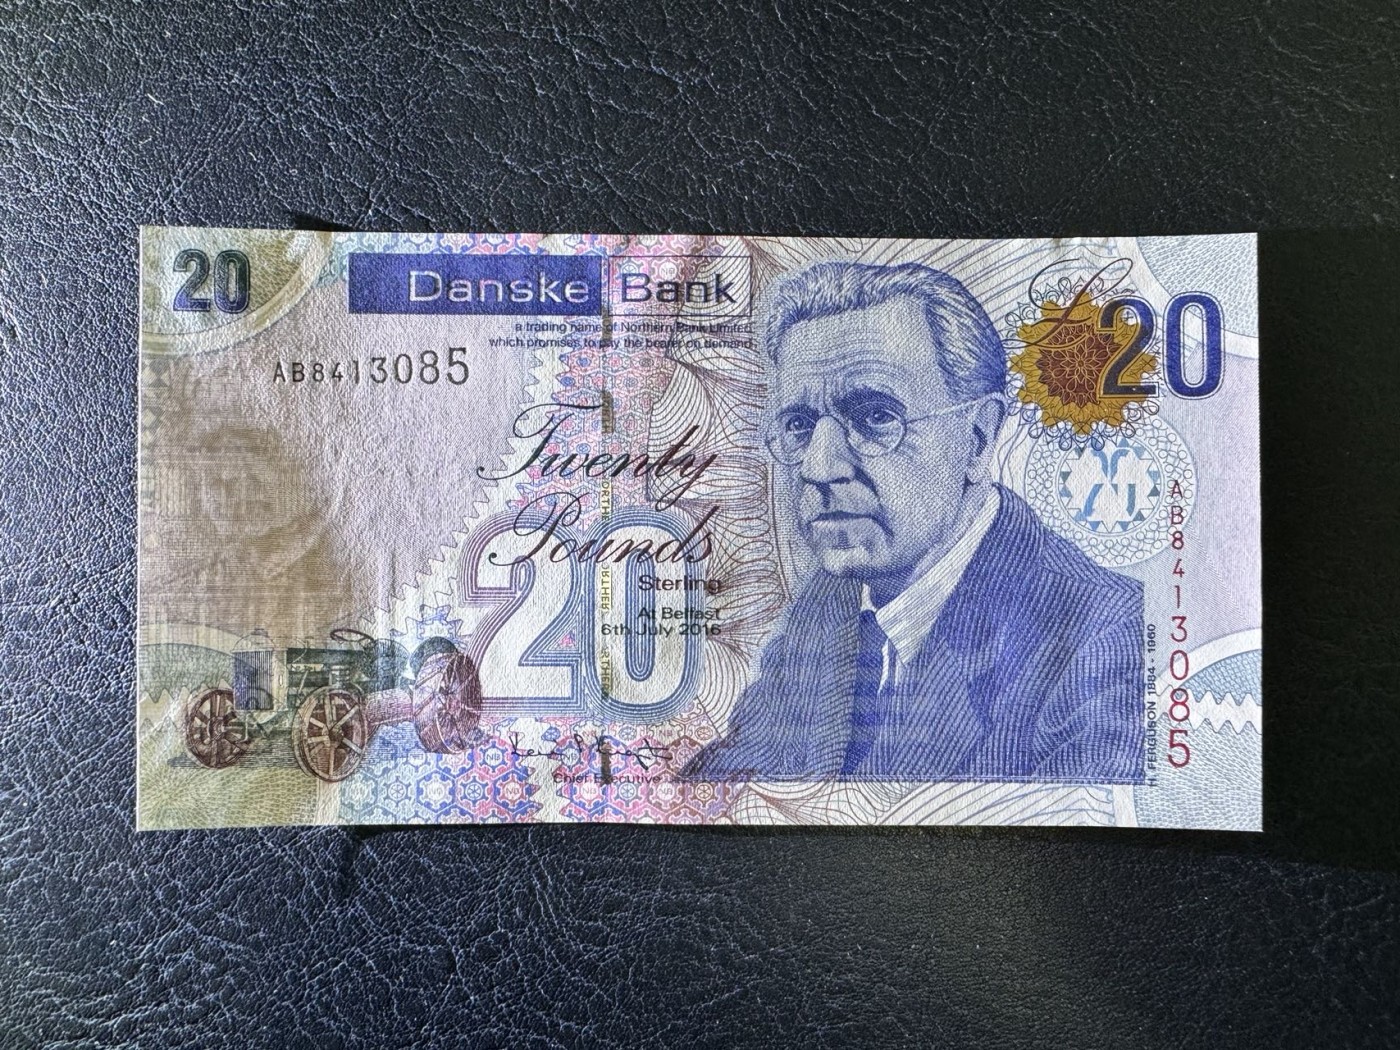 20
Danske Bank
a trading name of Northern Bank Limited
which promises to pay the bearer on demand
£20
AB8413085
Twenty
Pounds
20
Sterling
At Belfast
6th July 2016
Chief Executive
AB8413085
H. FERGUSON 1884 - 1960